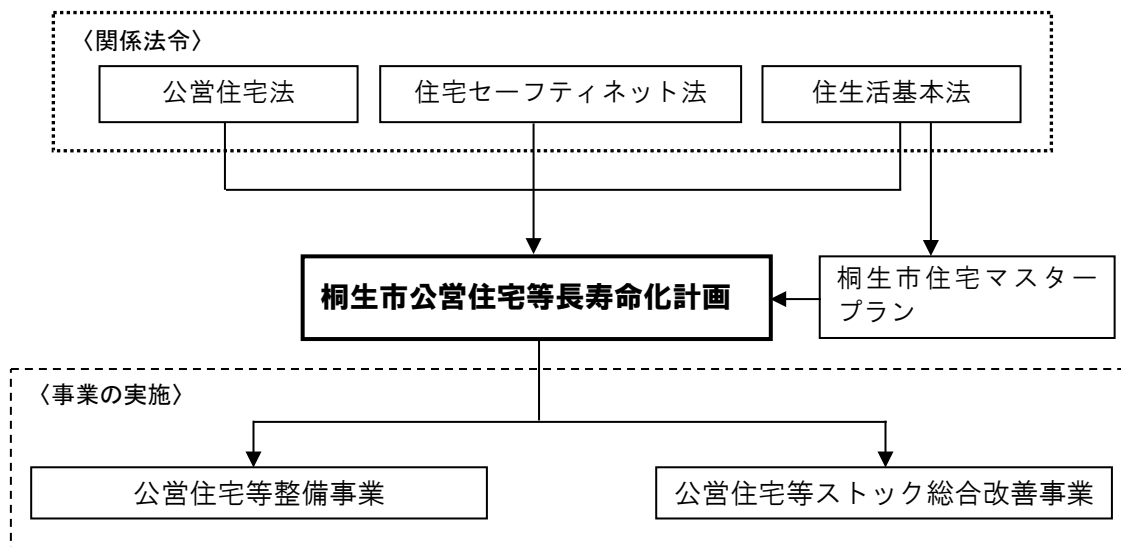 〈関係法令〉
公営住宅法
住宅セーフティネット法
住生活基本法
桐生市公営住宅等長寿命化計画
桐生市住宅マスター
プラン
〈事業の実施〉
公営住宅等整備事業
公営住宅等ストック総合改善事業